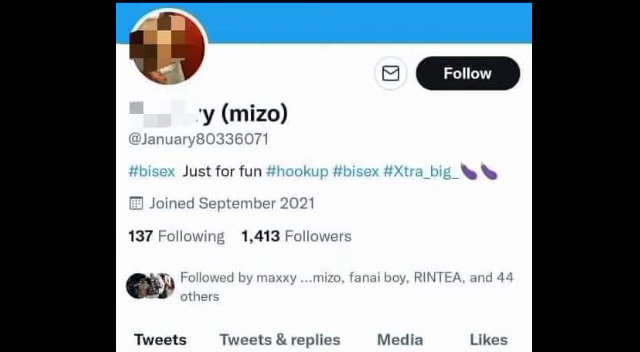 Follow
y (mizo)
@January80336071
#bisex Just for fun #hookup #bisex #Xtra_big_🍆🍆
Joined September 2021
137 Following 1,413 Followers
Followed by maxxy ...mizo, fanai boy, RINTEA, and 44
others
Tweets Tweets & replies Media Likes